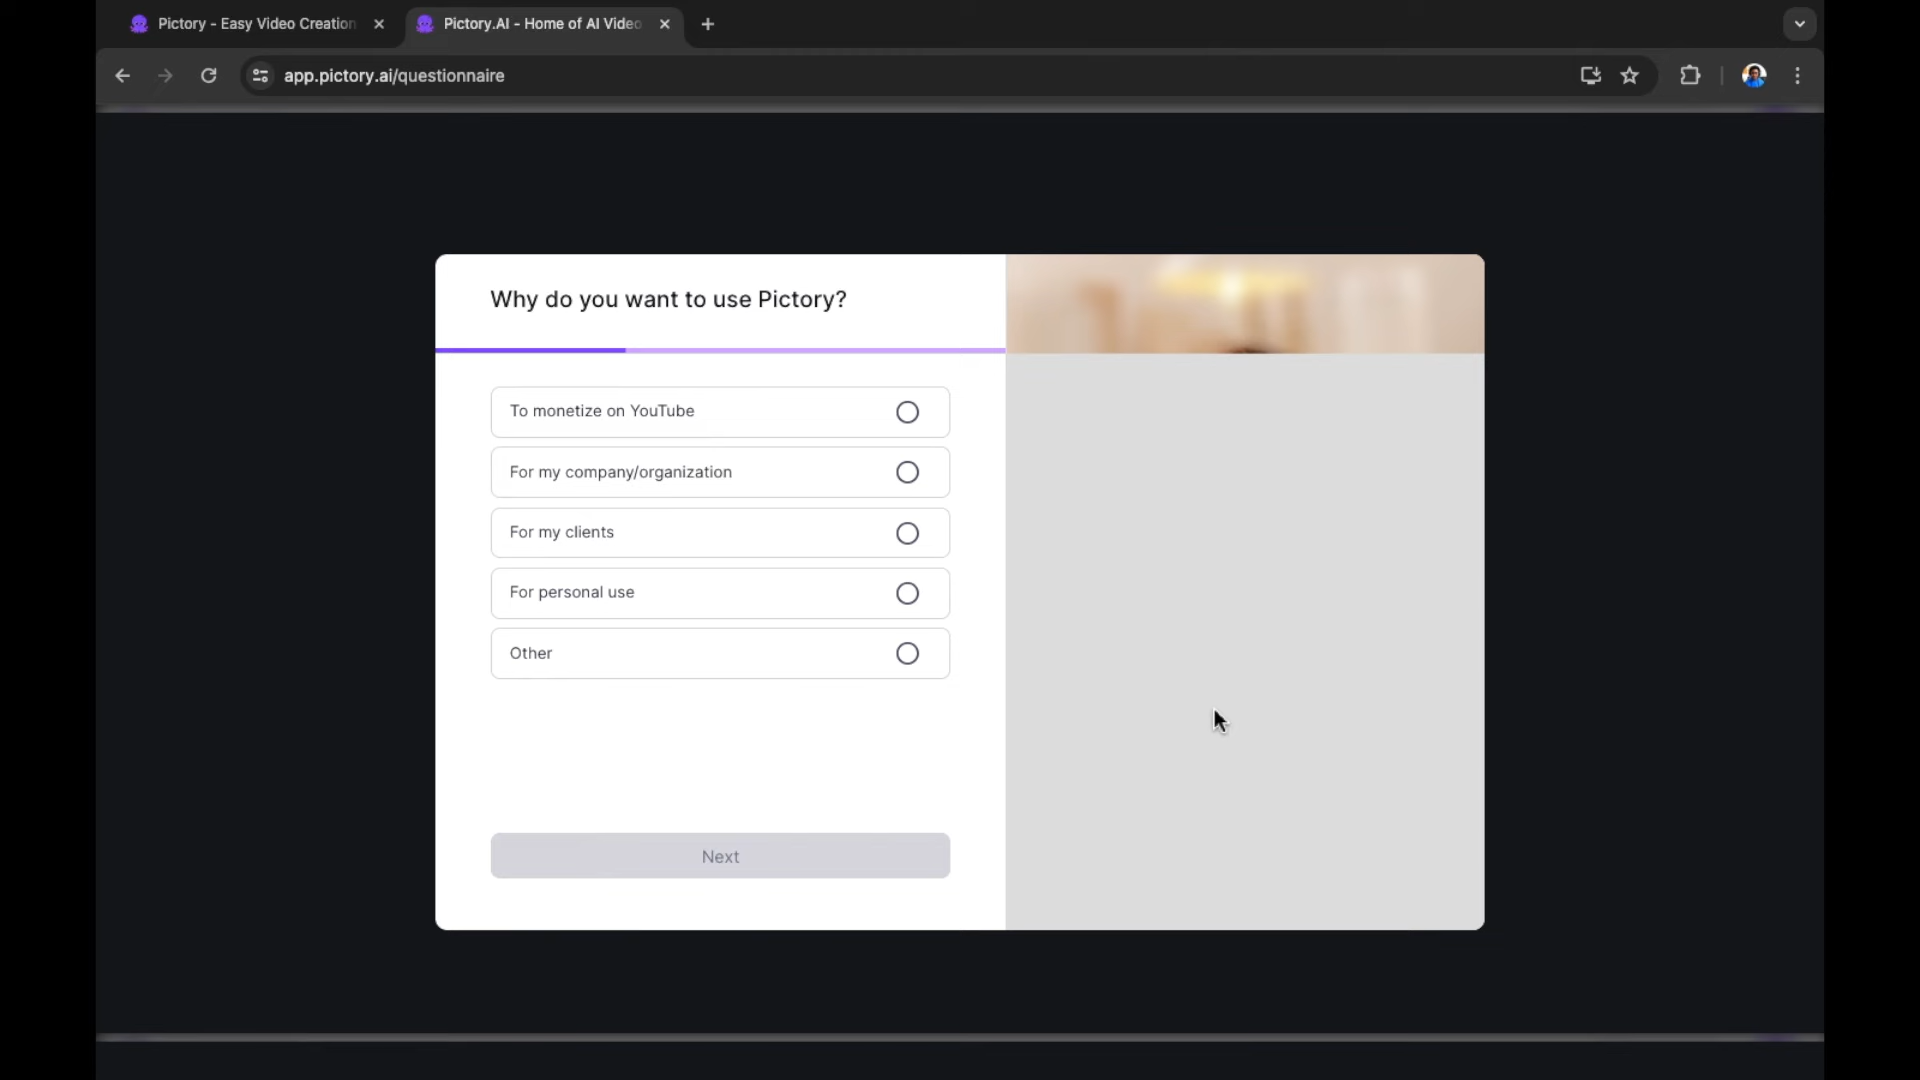 Pictory - Easy Video Creation
Pictory.AI - Home of AI Video
app.pictory.ai/questionnaire
Why do you want to use Pictory?
To monetize on YouTube
For my company/organization
For my clients
For personal use
Other
Next